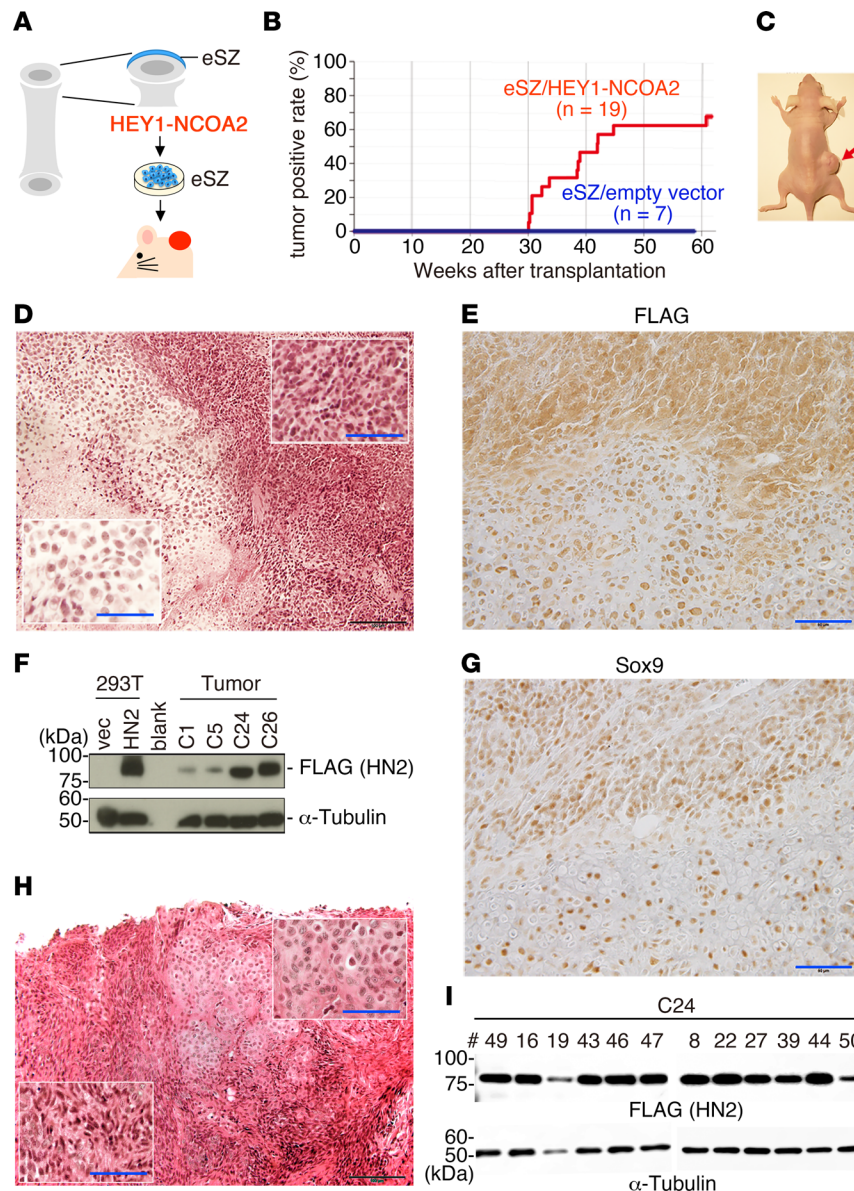 A
eSZ
HEY1-NCOA2
eSZ
B
tumor positive rate (%)
100
80
60
40
20
0
eSZ/HEY1-NCOA2
(n = 19)
eSZ/empty vector
(n = 7)
0 10 20 30 40 50 60
Weeks after transplantation
C
D
E
FLAG
F
293T Tumor
(kDa) vec HN2 blank C1 C5 C24 C26
100-
75-
- FLAG (HN2)
60-
50-
- α-Tubulin
G
Sox9
H
I
C24
# 49 16 19 43 46 47 8 22 27 39 44 50
100-
75-
FLAG (HN2)
60-
50-
(kDa)
α-Tubulin